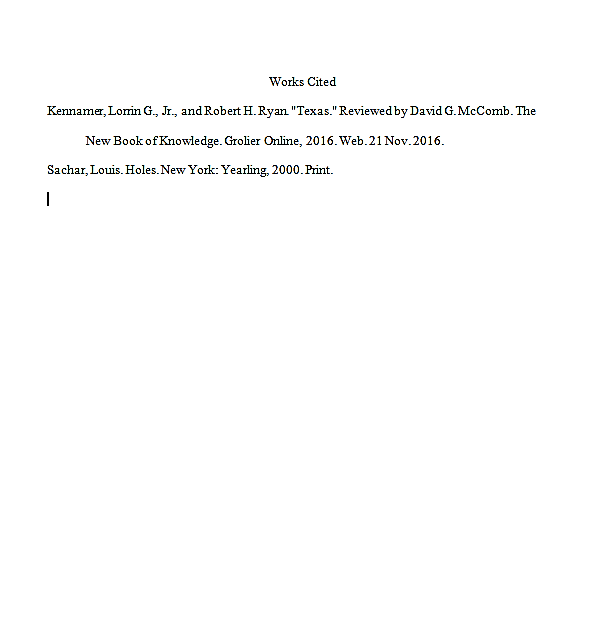 Works Cited
Kennamer, Lorrin G., Jr., and Robert H. Ryan. "Texas." Reviewed by David G. McComb. The
New Book of Knowledge. Grolier Online, 2016. Web. 21 Nov. 2016.
Sachar, Louis. Holes. New York: Yearling, 2000. Print.